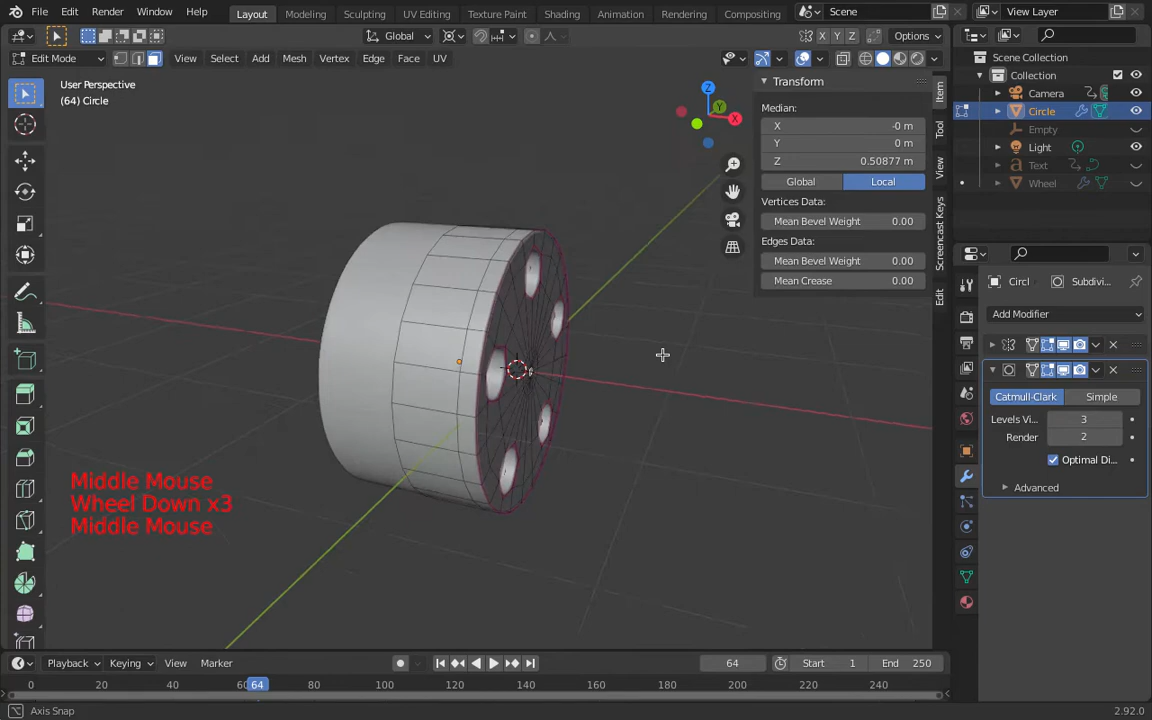 File Edit Render Window Help Layout Modeling Sculpting UV Editing Texture Paint Shading Animation Rendering Compositing Scene View Layer
Global X Y Z Options
Edit Mode View Select Add Mesh Vertex Edge Face UV
User Perspective
(64) Circle
Transform
Median:
X -0 m
Y 0 m
Z 0.50877 m
Global Local
Vertices Data:
Mean Bevel Weight 0.00
Edges Data:
Mean Bevel Weight 0.00
Mean Crease 0.00
Item
Tool
View
Screencast Keys
Edit
Z
Y
X
Scene Collection
Collection
Camera
Circle
Empty
Light
Text
Wheel
Circl Subdivi...
Add Modifier
Catmull-Clark Simple
Levels Vi... 3
Render 2
Optimal Di...
Advanced
Middle Mouse
Wheel Down x3
Middle Mouse
Playback Keying View Marker 64 Start 1 End 250
0 20 40 60 64 80 100 120 140 160 180 200 220 240
Axis Snap 2.92.0